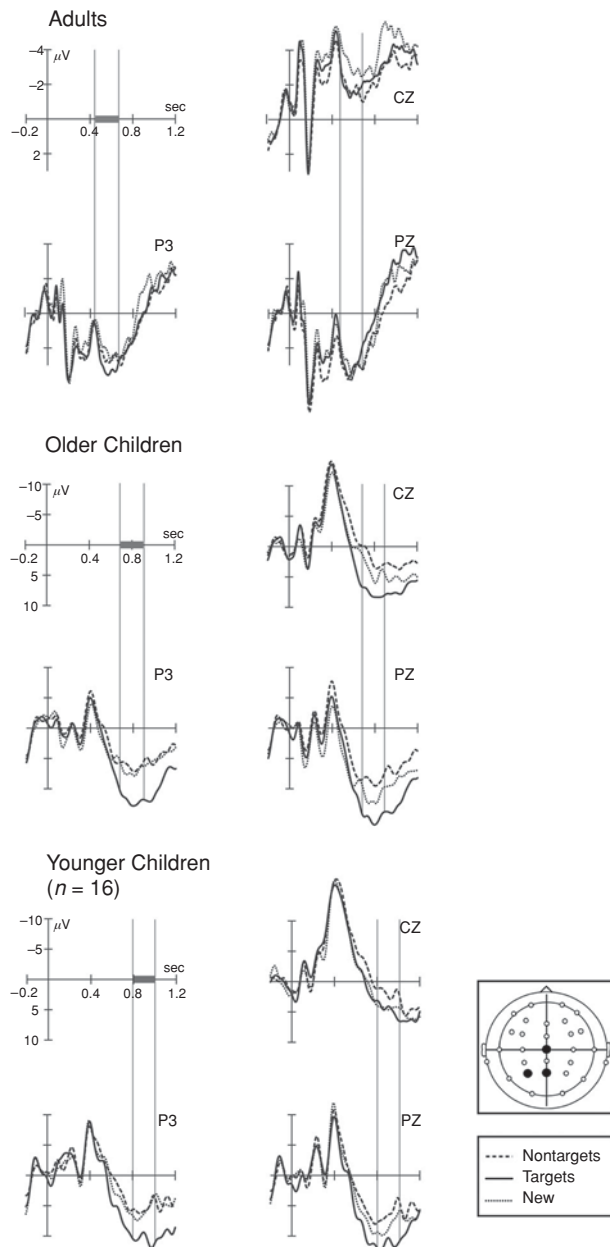 Adults
−4
μV
−2
sec
−0.2 0.4 0.8 1.2
2
CZ
P3
PZ
Older Children
−10
μV
−5
sec
−0.2 0.4 0.8 1.2
5
10
CZ
P3
PZ
Younger Children
(n = 16)
−10
μV
−5
sec
−0.2 0.4 0.8 1.2
5
10
CZ
P3
PZ
Nontargets
Targets
New